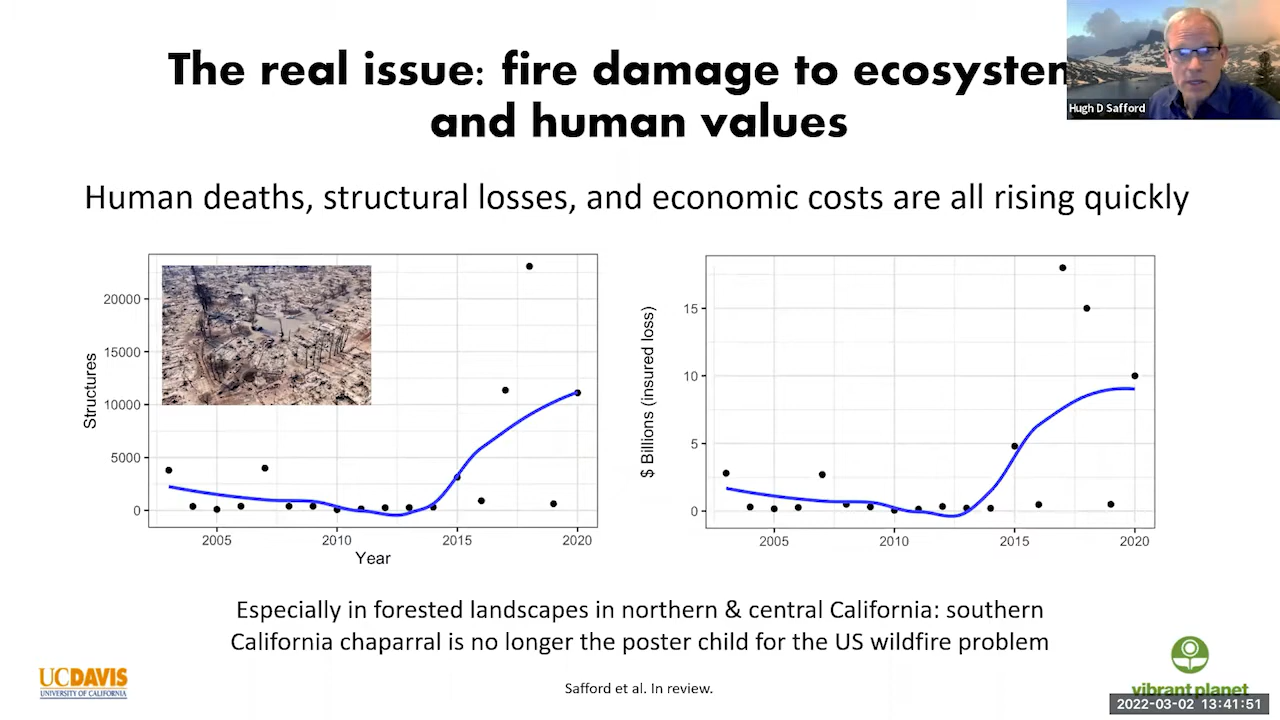 The real issue: fire damage to ecosystem
and human values
Hugh D Safford
Human deaths, structural losses, and economic costs are all rising quickly
Structures
20000
15000
10000
5000
0
2005
2010
2015
2020
Year
$ Billions (insured loss)
15
10
5
0
2005
2010
2015
2020
Especially in forested landscapes in northern & central California: southern
California chaparral is no longer the poster child for the US wildfire problem
UCDAVIS
UNIVERSITY OF CALIFORNIA
Safford et al. In review.
vibrant planet
2022-03-02 13:41:51